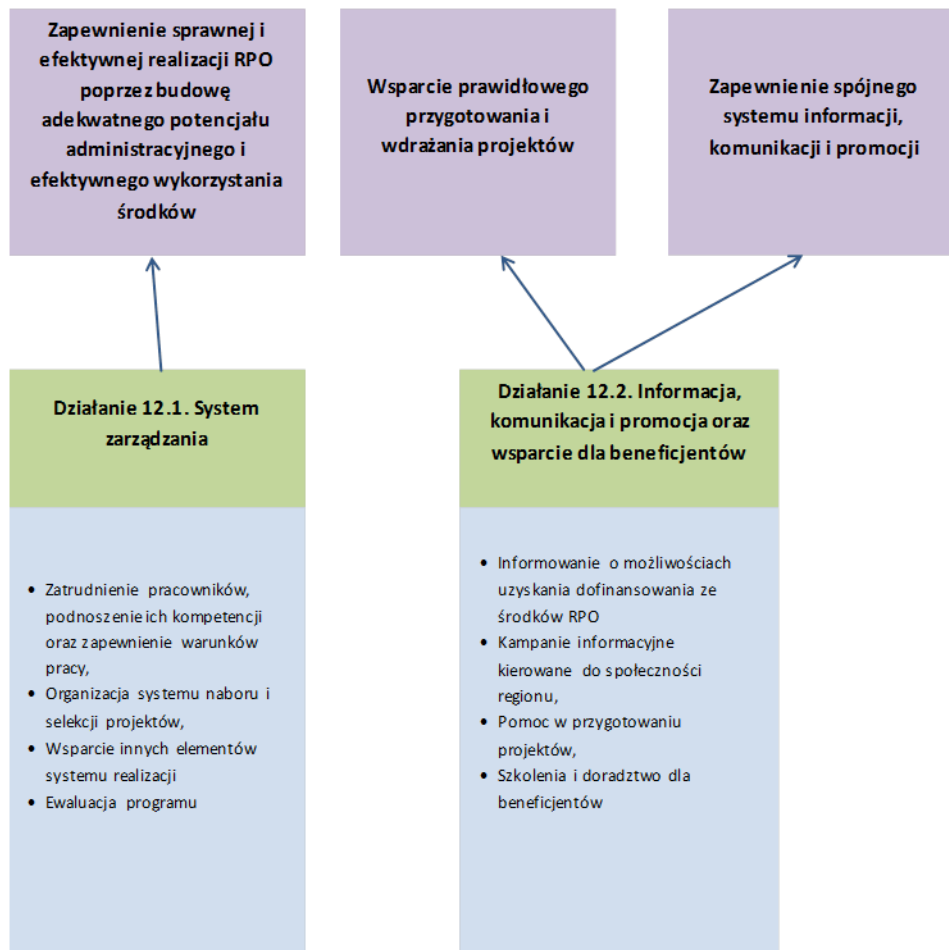 Zapewnienie sprawnej i
efektywnej realizacji RPO
poprzez budowę
adekwatnego potencjału
administracyjnego i
efektywnego wykorzystania
środków
Wsparcie prawidłowego
przygotowania i
wdrażania projektów
Zapewnienie spójnego
systemu informacji,
komunikacji i promocji
Działanie 12.1. System
zarządzania
Działanie 12.2. Informacja,
komunikacja i promocja oraz
wsparcie dla beneficjentów
• Zatrudnienie pracowników,
podnoszenie ich kompetencji
oraz zapewnienie warunków
pracy,
• Organizacja systemu naboru i
selekcji projektów,
• Wsparcie innych elementów
systemu realizacji
• Ewaluacja programu
• Informowanie o możliwościach
uzyskania dofinansowania ze
środków RPO
• Kampanie informacyjne
kierowane do społeczności
regionu,
• Pomoc w przygotowaniu
projektów,
• Szkolenia i doradztwo dla
beneficjentów